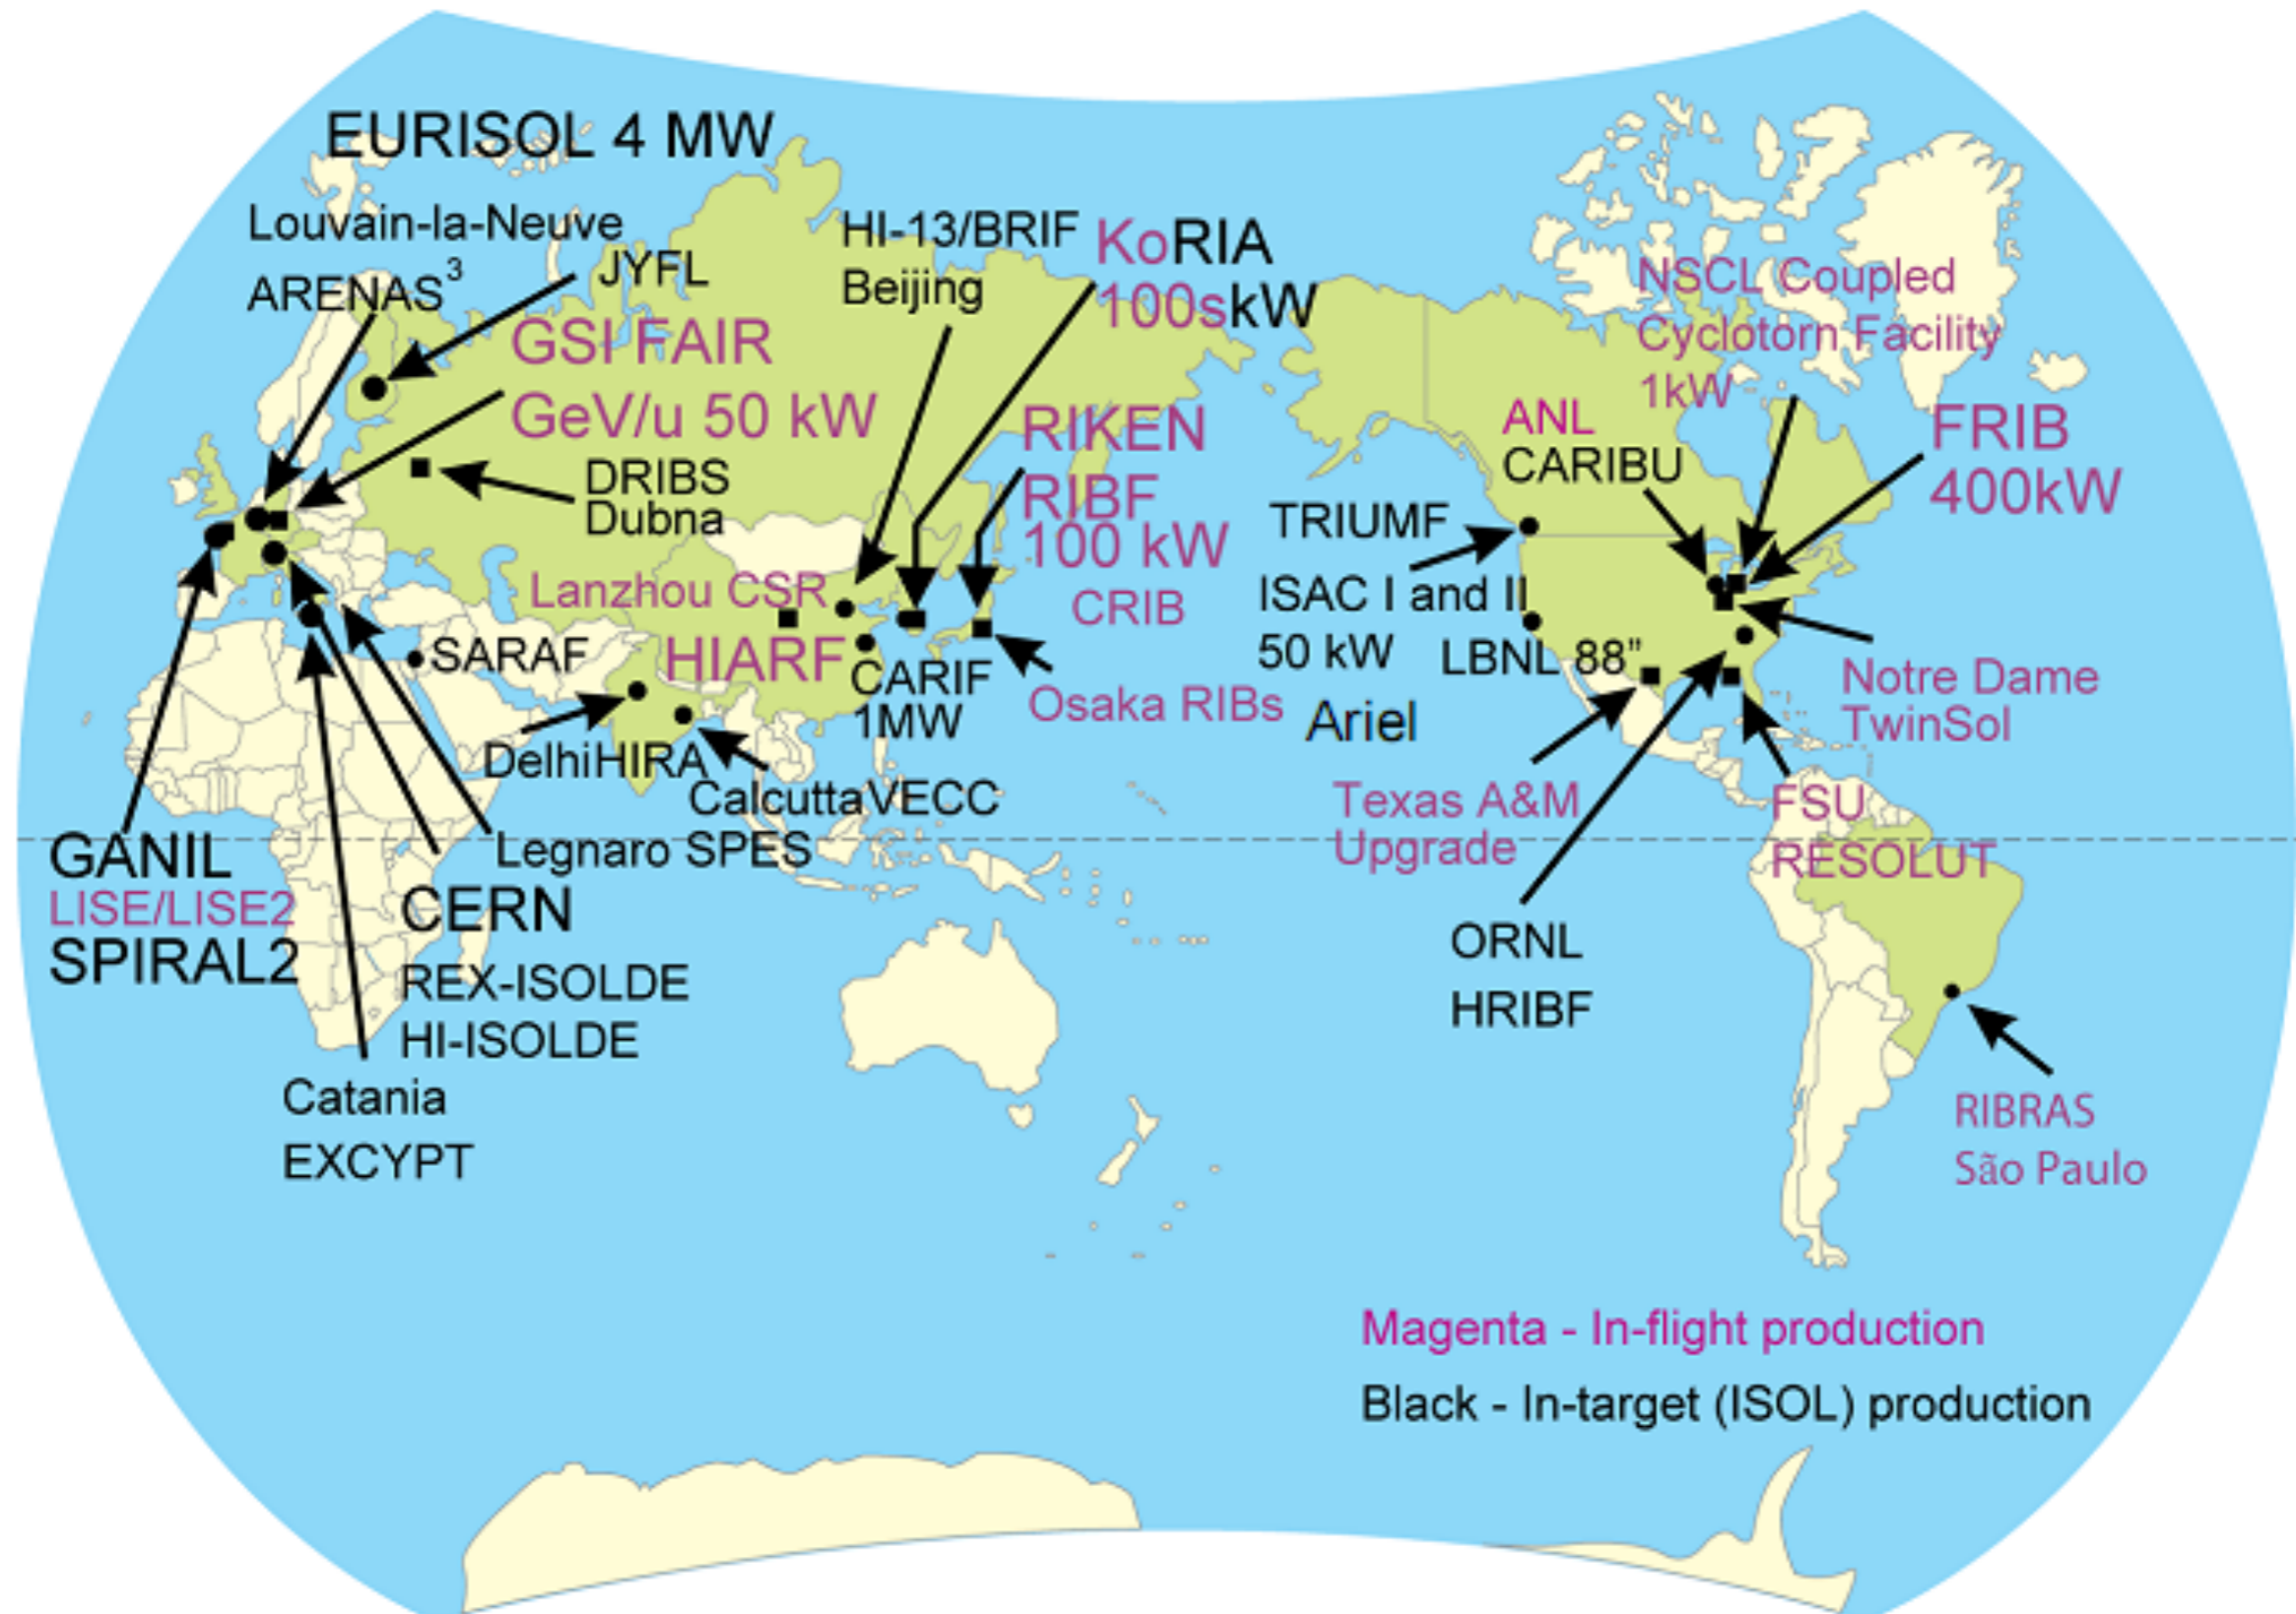 EURISOL 4 MW
Louvain-la-Neuve
ARENAS³
JYFL
GSI FAIR
GeV/u 50 kW
DRIBS
Dubna
HI-13/BRIF
Beijing
KoRIA
100skW
RIKEN
RIBF
100 kW
CRIB
Lanzhou CSR
HIARF
CARIF
1MW
Osaka RIBs
SARAF
DelhiHIRA
CalcuttaVECC
Legnaro SPES
GANIL
LISE/LISE2
SPIRAL2
CERN
REX-ISOLDE
HI-ISOLDE
Catania
EXCYPT
NSCL Coupled
Cyclotorn Facility
1kW
ANL
CARIBU
FRIB
400kW
TRIUMF
ISAC I and II
50 kW
Ariel
LBNL 88”
Notre Dame
TwinSol
Texas A&M
Upgrade
FSU
RESOLUT
ORNL
HRIBF
RIBRAS
São Paulo
Magenta - In-flight production
Black - In-target (ISOL) production